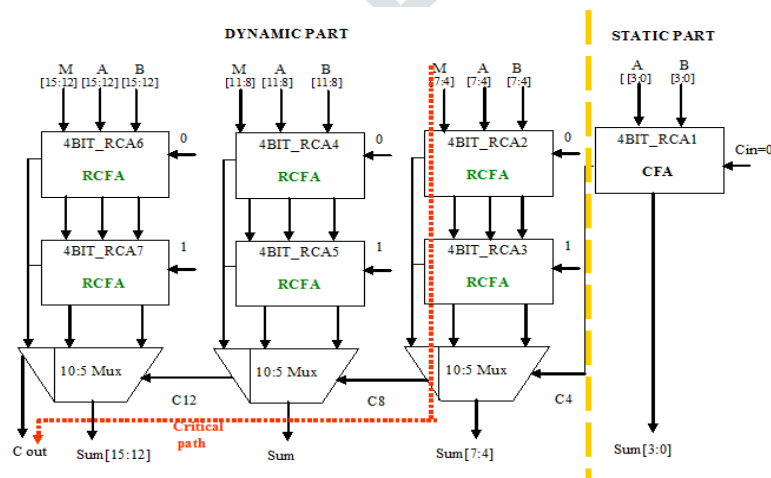 DYNAMIC PART
STATIC PART
M A B
[15:12] [15:12] [15:12]
M A B
[11:8] [11:8] [11:8]
M A B
[7:4] [7:4] [7:4]
A B
[ [3:0] [3:0]
4BIT_RCA6
RCFA
0
4BIT_RCA4
RCFA
0
4BIT_RCA2
RCFA
0
4BIT_RCA1
CFA
Cin=0
4BIT_RCA7
RCFA
1
4BIT_RCA5
RCFA
1
4BIT_RCA3
RCFA
1
10:5 Mux
C12
10:5 Mux
C8
10:5 Mux
C4
Critical
path
C out
Sum[15:12]
Sum
Sum[7:4]
Sum[3:0]